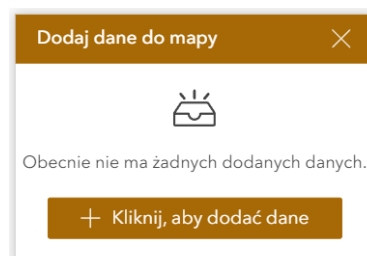 Dodaj dane do mapy
Obecnie nie ma żadnych dodanych danych.
Kliknij, aby dodać dane